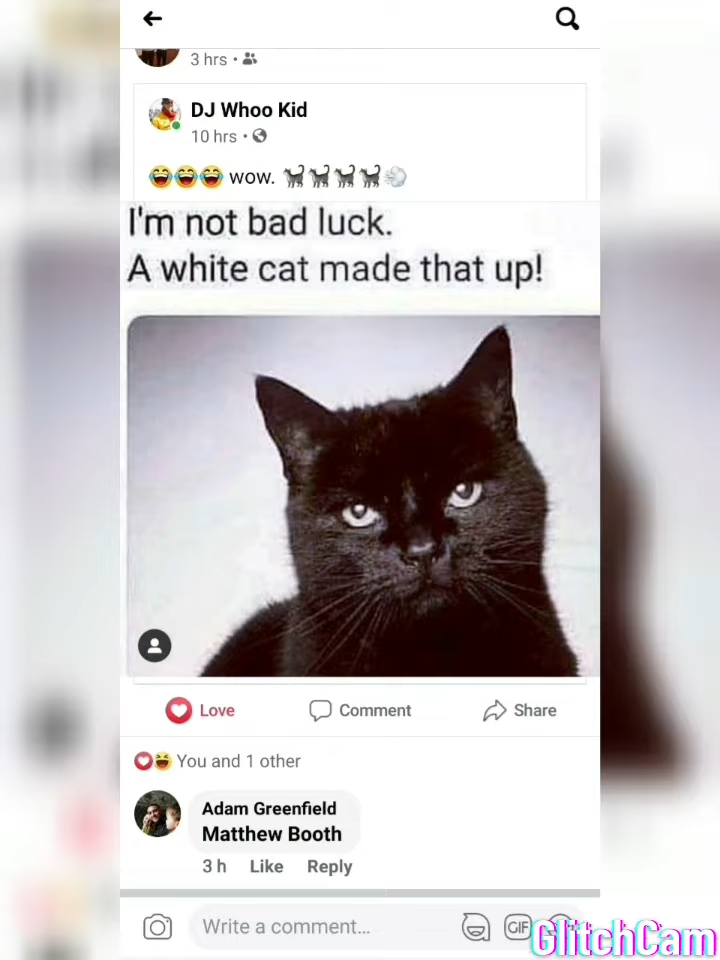 3 hrs •
DJ Whoo Kid
10 hrs •
😂😂😂 wow. 🐈‍⬛🐈‍⬛🐈‍⬛🐈‍⬛💨
I'm not bad luck.
A white cat made that up!
Love Comment Share
You and 1 other
Adam Greenfield
Matthew Booth
3 h Like Reply
Write a comment... GIF
GlitchCam